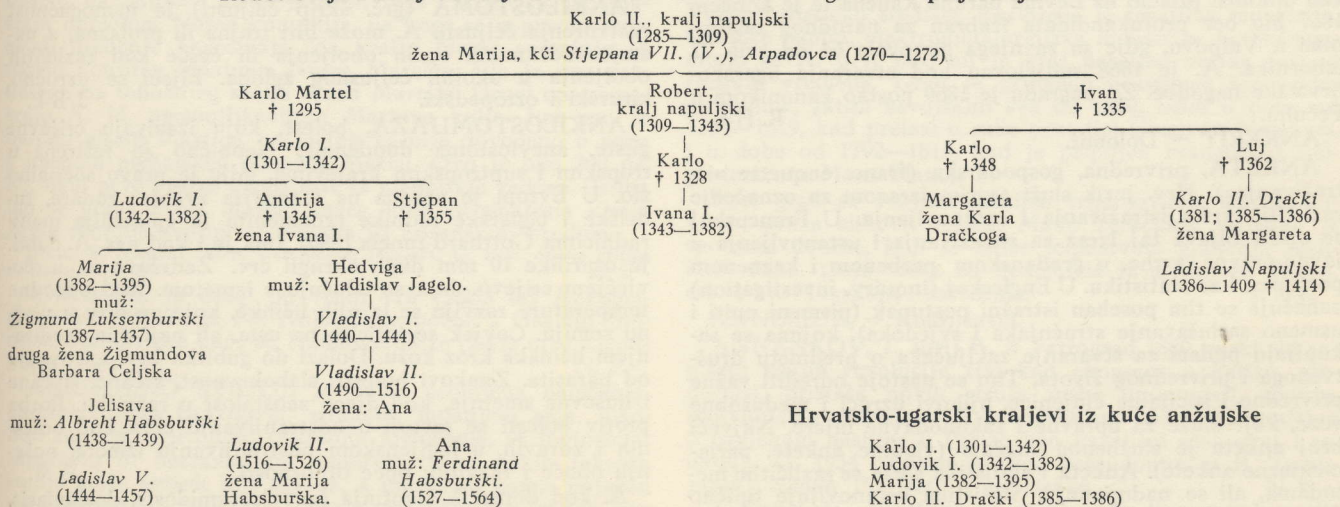 Karlo II., kralj napuljski
(1285—1309)
žena Marija, kći Stjepana VII. (V.), Arpadovca (1270—1272)
Karlo Martel
† 1295
Karlo I.
(1301—1342)
Ludovik I.
(1342—1382)
Andrija
† 1345
žena Ivana I.
Stjepan
† 1355
Marija
(1382—1395)
muž:
Žigmund Luksemburški
(1387—1437)
druga žena Žigmundova
Barbara Celjska
Jelisava
muž: Albreht Habsburški
(1438—1439)
Ladislav V.
(1444—1457)
Hedviga
muž: Vladislav Jagelo.
Vladislav I.
(1440—1444)
Vladislav II.
(1490—1516)
žena: Ana
Ludovik II.
(1516—1526)
žena Marija
Habsburška.
Ana
muž: Ferdinand
Habsburški.
(1527—1564)
Robert,
kralj napuljski
(1309—1343)
Karlo
† 1328
Ivana I.
(1343—1382)
Ivan
† 1335
Karlo
† 1348
Margareta
žena Karla
Dračkoga
Luj
† 1362
Karlo II. Drački
(1381; 1385—1386)
žena Margareta
Ladislav Napuljski
(1386—1409 † 1414)
Hrvatsko-ugarski kraljevi iz kuće anžujske
Karlo I. (1301—1342)
Ludovik I. (1342—1382)
Marija (1382—1395)
Karlo II. Drački (1385—1386)